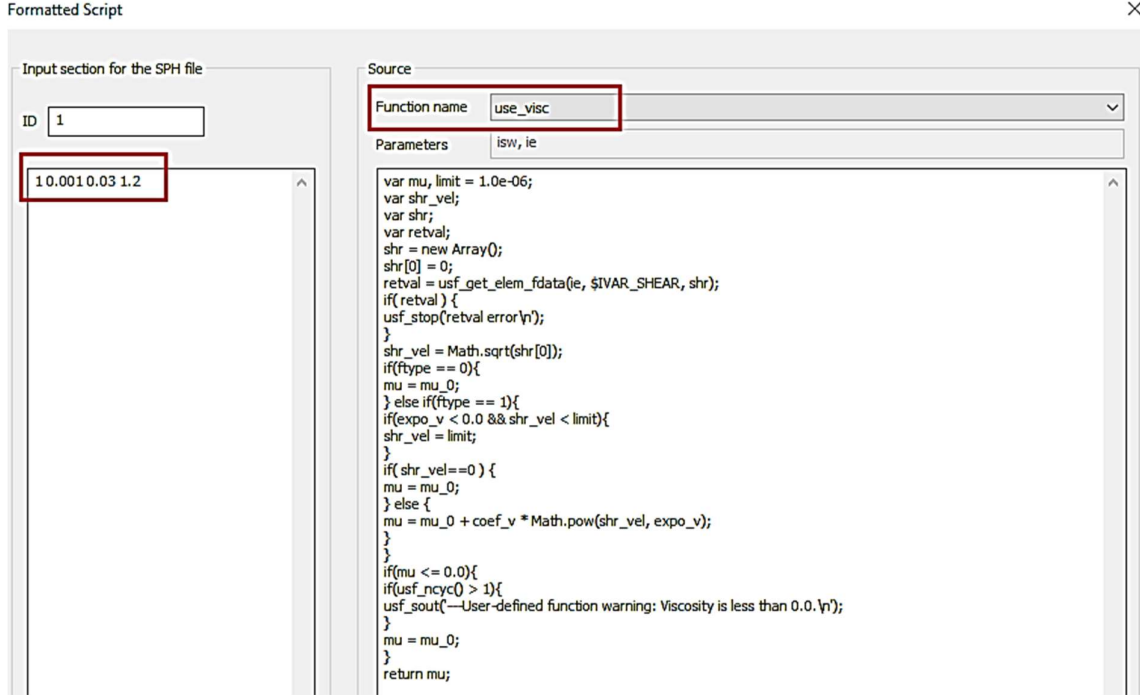 Formatted Script
Input section for the SPH file
ID 1
1 0.001 0.03 1.2
Source
Function name use_visc
Parameters isw, ie
var mu, limit = 1.0e-06;
var shr_vel;
var shr;
var retval;
shr = new Array();
shr[0] = 0;
retval = usf_get_elem_fdata(ie, $IVAR_SHEAR, shr);
if( retval ) {
usf_stop('retval error\n');
}
shr_vel = Math.sqrt(shr[0]);
if(ftype == 0){
mu = mu_0;
} else if(ftype == 1){
if(expo_v < 0.0 && shr_vel < limit){
shr_vel = limit;
}
if( shr_vel==0 ) {
mu = mu_0;
} else {
mu = mu_0 + coef_v * Math.pow(shr_vel, expo_v);
}
}
if(mu <= 0.0){
if(usf_ncyc() > 1){
usf_sout('---User-defined function warning: Viscosity is less than 0.0.\n');
}
mu = mu_0;
}
return mu;